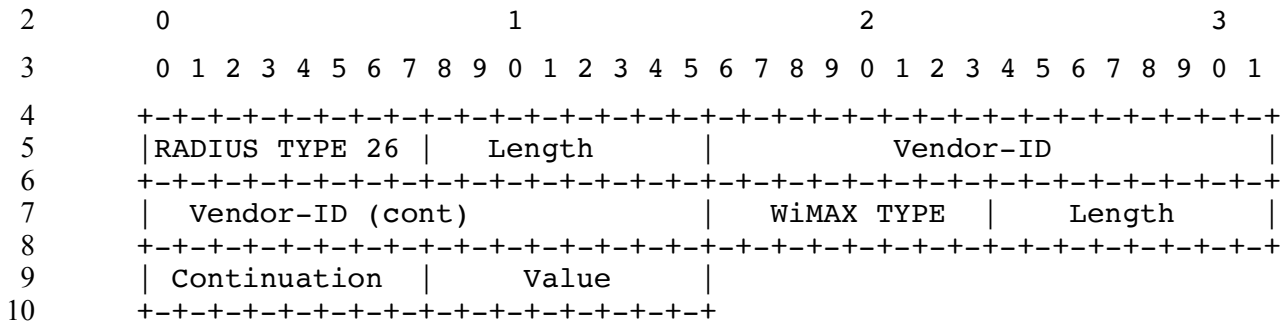 2 0 1 2 3
3 0 1 2 3 4 5 6 7 8 9 0 1 2 3 4 5 6 7 8 9 0 1 2 3 4 5 6 7 8 9 0 1
4 +-+-+-+-+-+-+-+-+-+-+-+-+-+-+-+-+-+-+-+-+-+-+-+-+-+-+-+-+-+-+-+-+
5 |RADIUS TYPE 26 | Length | Vendor-ID |
6 +-+-+-+-+-+-+-+-+-+-+-+-+-+-+-+-+-+-+-+-+-+-+-+-+-+-+-+-+-+-+-+-+
7 | Vendor-ID (cont) | WiMAX TYPE | Length |
8 +-+-+-+-+-+-+-+-+-+-+-+-+-+-+-+-+-+-+-+-+-+-+-+-+-+-+-+-+-+-+-+-+
9 | Continuation | Value |
10 +-+-+-+-+-+-+-+-+-+-+-+-+-+-+-+-+